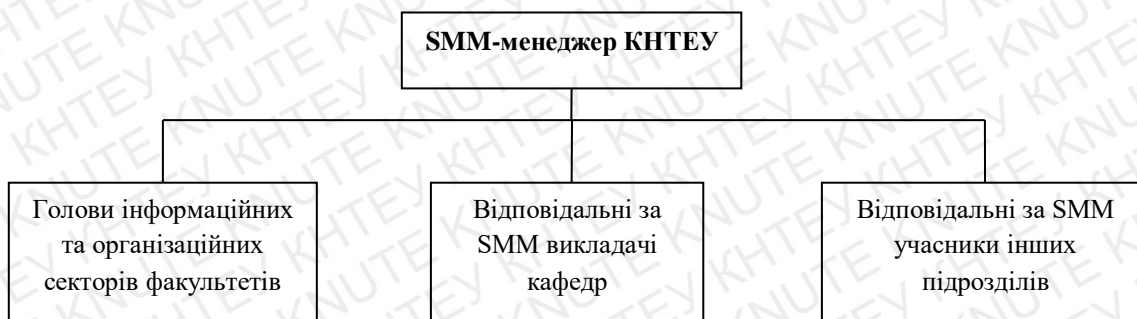 SMM-менеджер КНТЕУ
Голови інформаційних
та організаційних
секторів факультетів
Відповідальні за
SMM викладачі
кафедр
Відповідальні за SMM
учасники інших
підрозділів